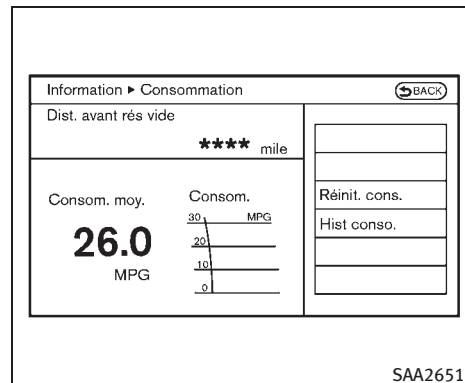 Information ▶ Consommation
BACK
Dist. avant rés vide
**** mile
Consom. moy.
26.0
MPG
Consom.
30 MPG
20
10
0
Réinit. cons.
Hist conso.
SAA2651